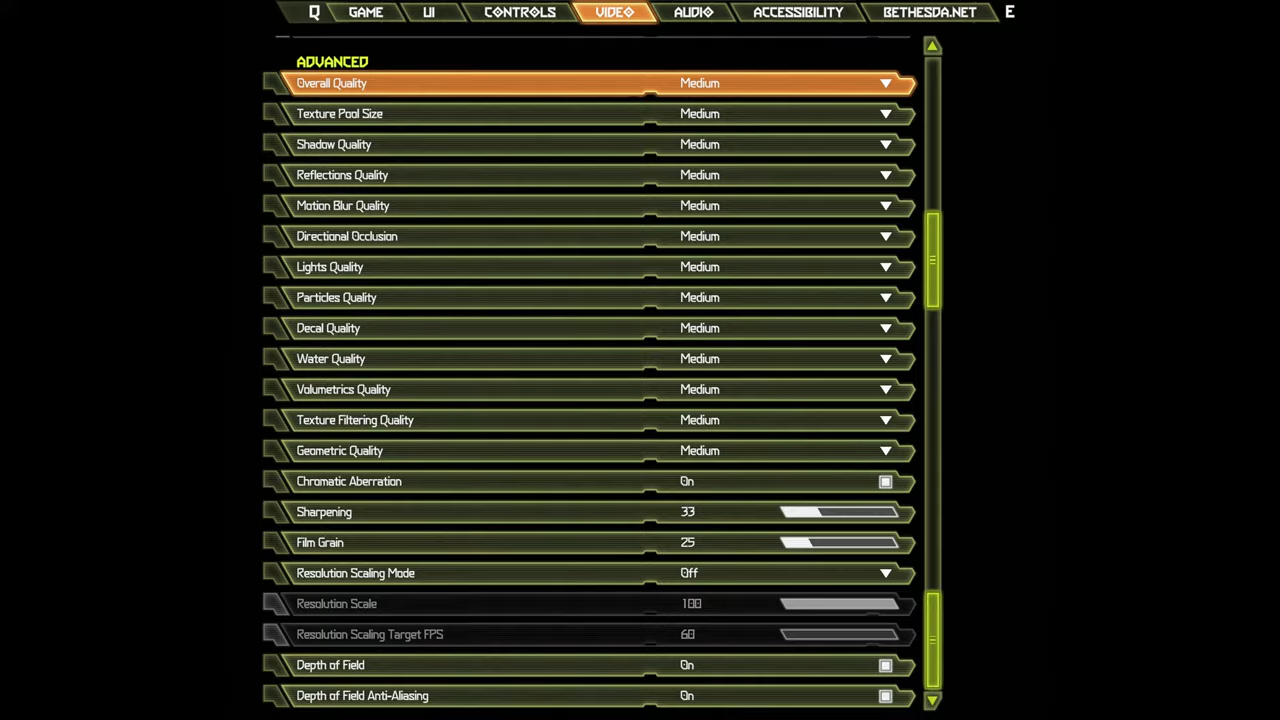 Q GAME UI CONTROLS VIDEO AUDIO ACCESSIBILITY BETHESDA.NET E
ADVANCED
Overall Quality Medium
Texture Pool Size Medium
Shadow Quality Medium
Reflections Quality Medium
Motion Blur Quality Medium
Directional Occlusion Medium
Lights Quality Medium
Particles Quality Medium
Decal Quality Medium
Water Quality Medium
Volumetrics Quality Medium
Texture Filtering Quality Medium
Geometric Quality Medium
Chromatic Aberration On
Sharpening 33
Film Grain 25
Resolution Scaling Mode Off
Resolution Scale 100
Resolution Scaling Target FPS 60
Depth of Field On
Depth of Field Anti-Aliasing On